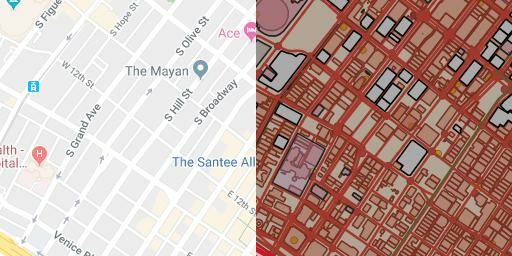 S Figue
S Hope St
S Olive St
Ace
W 12th St
The Mayan
S Grand Ave
S Hill St
S Broadway
alth -
pital...
H
The Santee All
E 12th St
Venice Bl